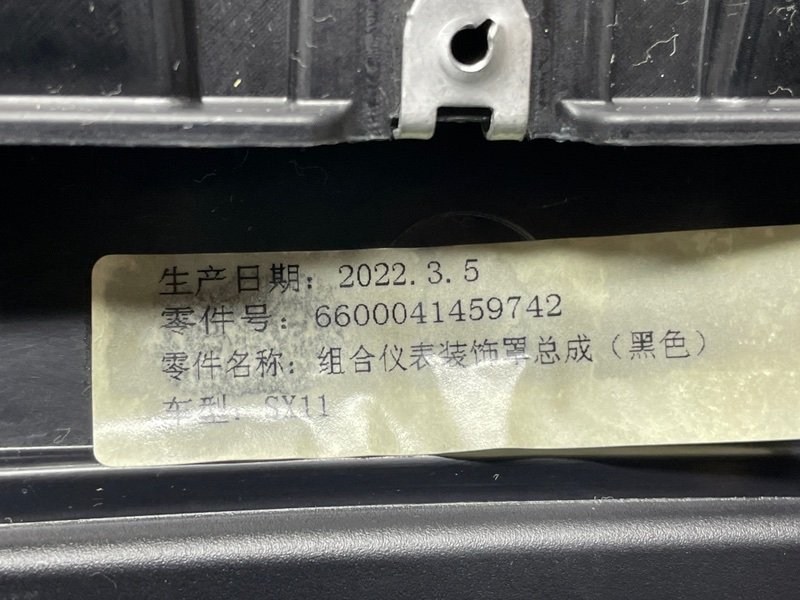 生产日期：2022.3.5
零件号：6600041459742
零件名称：组合仪表装饰罩总成（黑色）
车型：SX11